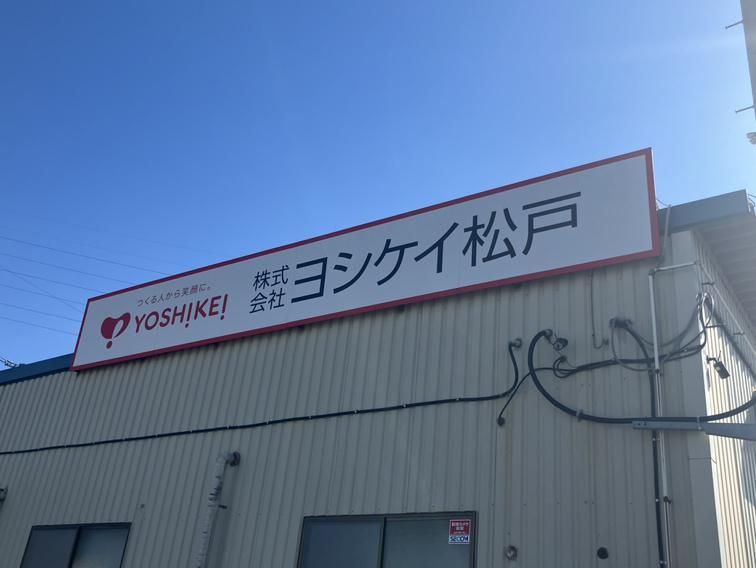 つくる人から笑顔に。
YOSH!KE!
株式
会社
ヨシケイ松戸
SECOM